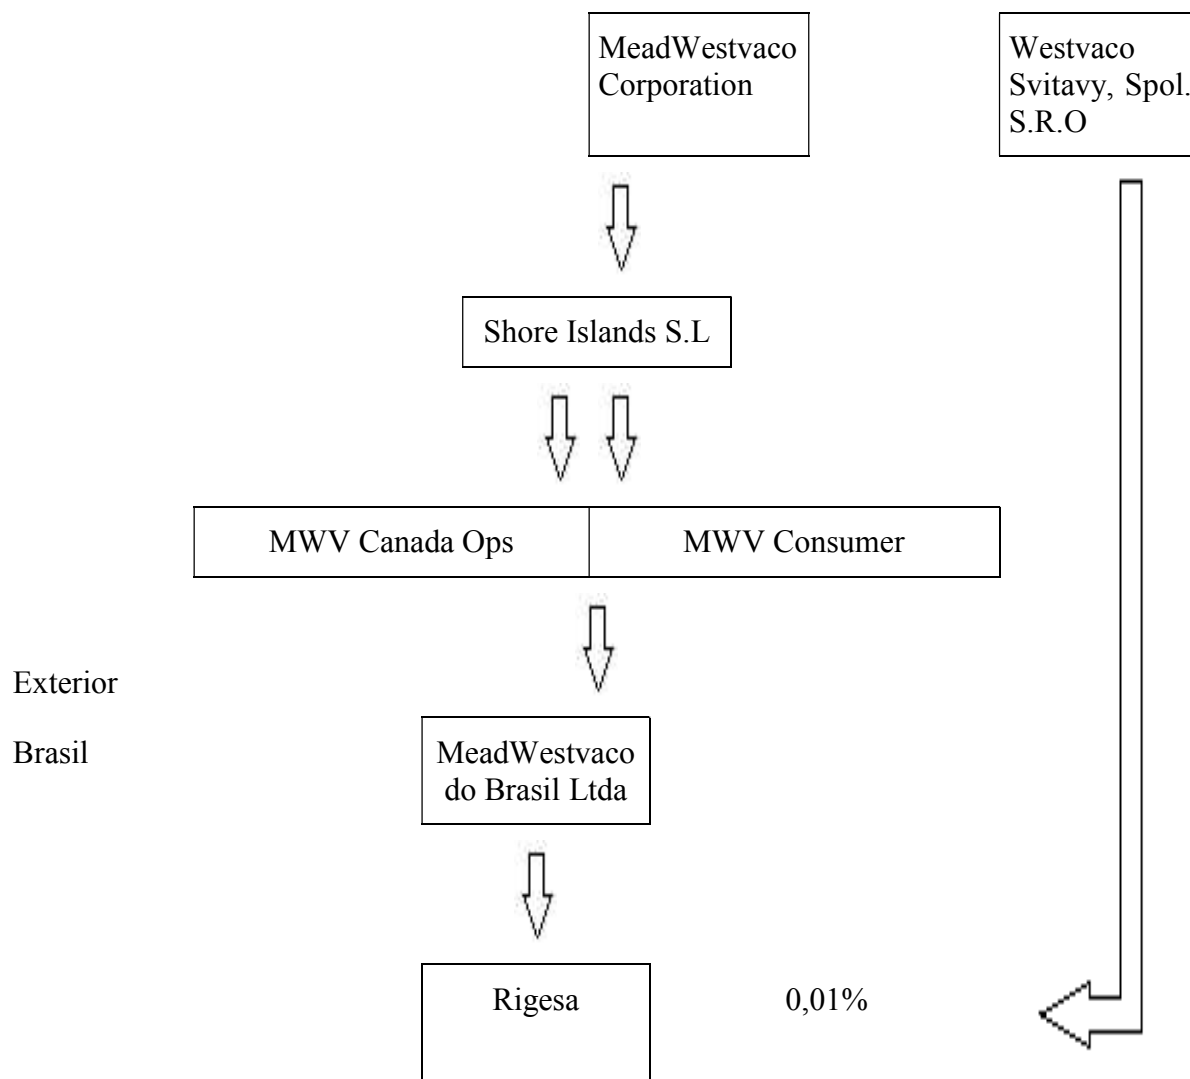 MeadWestvaco
Corporation
Westvaco
Svitavy, Spol.
S.R.O
Shore Islands S.L
MWV Canada Ops
MWV Consumer
Exterior
Brasil
MeadWestvaco
do Brasil Ltda
Rigesa
0,01%